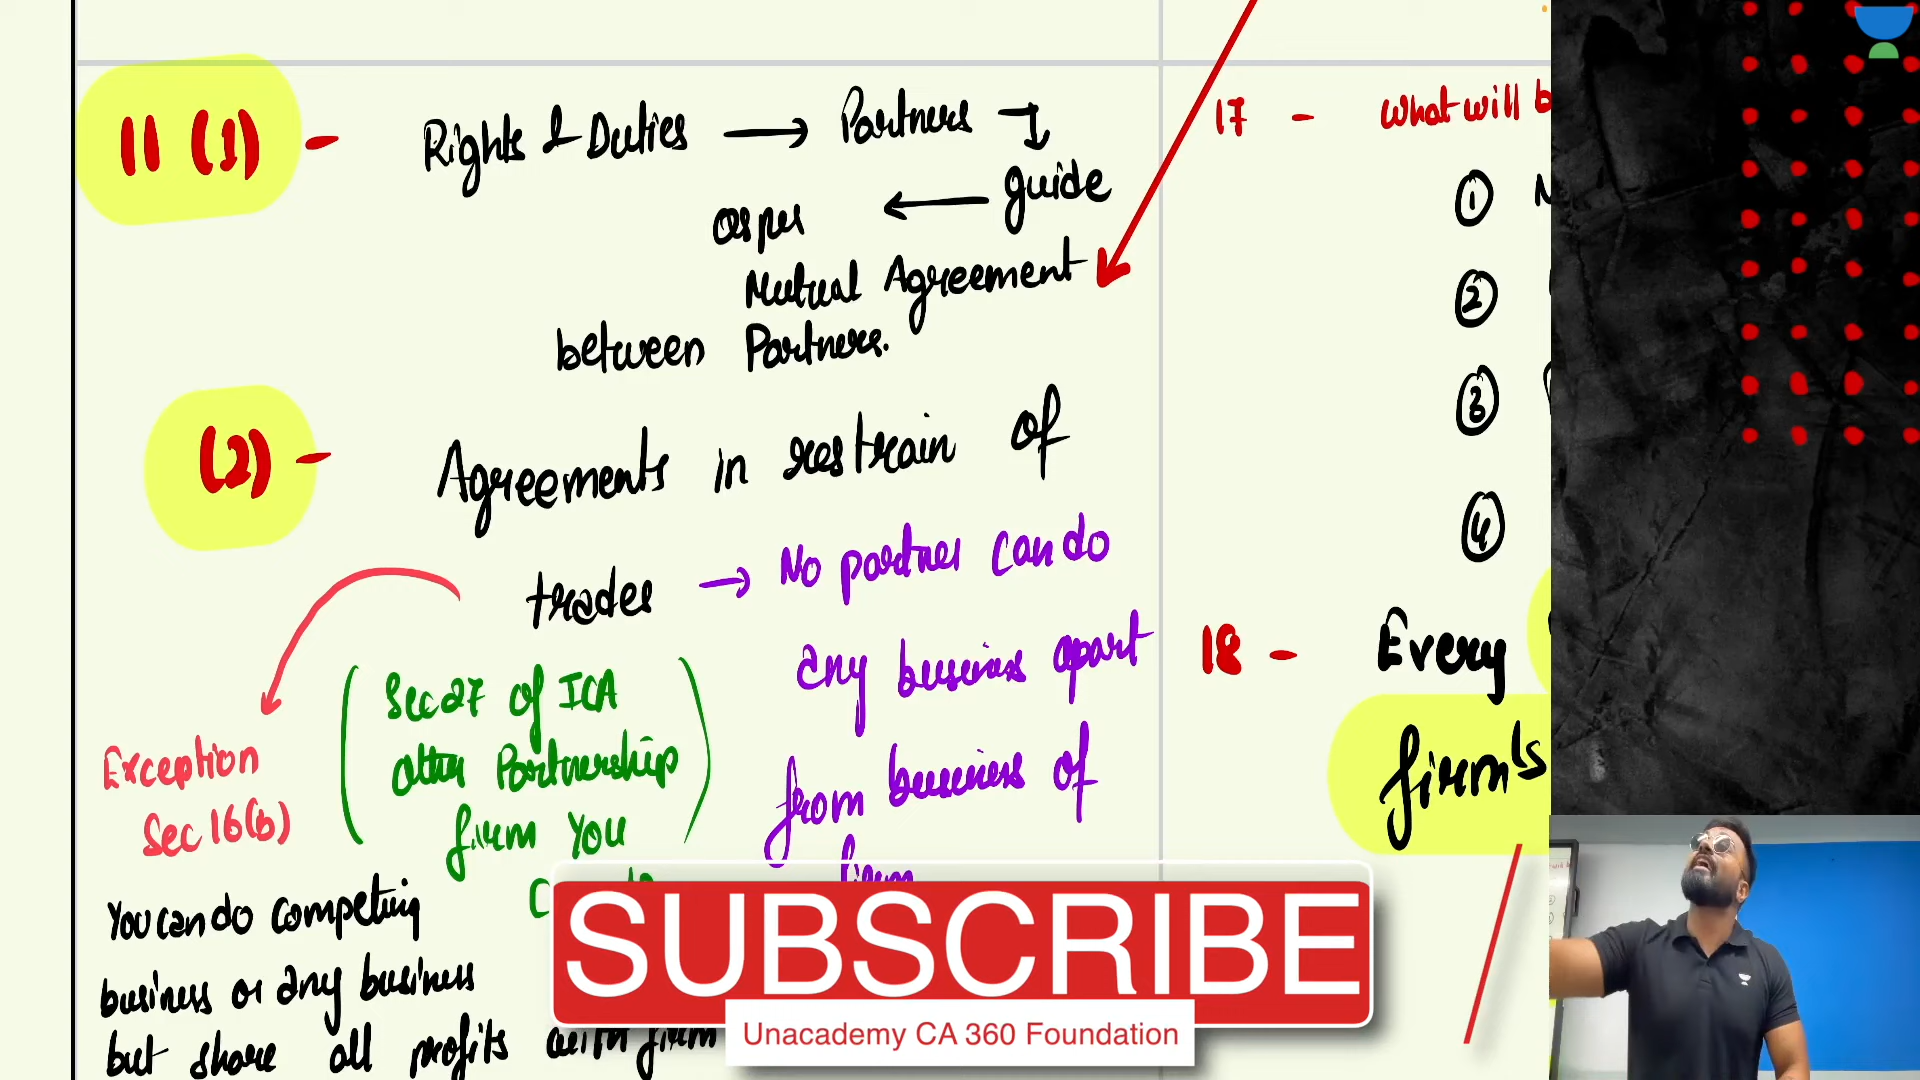 11 (1) - Rights & Duties → Partners
guide
as per ←
Mutual Agreement
between Partners.
(2) - Agreements in restrain of
trades → No partner can do
any business apart
from business of
firm
(Sec 27 of ICA
Partnership
firm You
Exception
Sec 16(b)
You can do competing
business or any business
but share all profits with firm
17 - What will b
①
②
③
④
18 - Every
firm's
SUBSCRIBE
Unacademy CA 360 Foundation